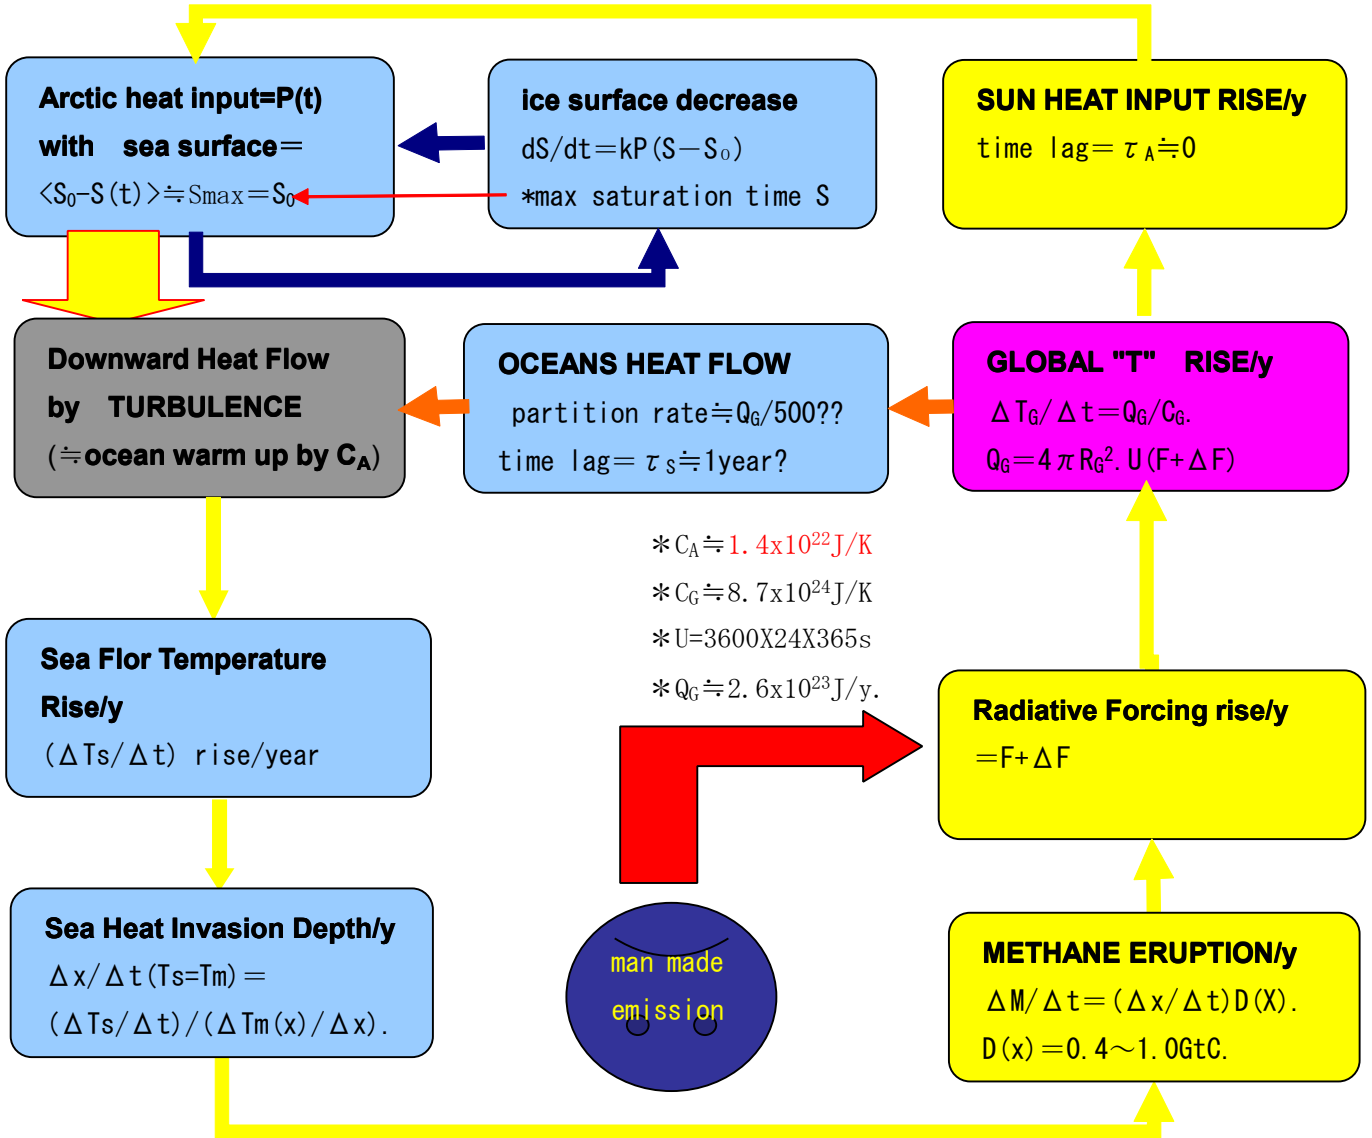 Arctic heat input=P(t)
with sea surface＝
<S₀-S(t)>≒Smax＝S₀
ice surface decrease
dS/dt＝kP(S－S₀)
*max saturation time S
SUN HEAT INPUT RISE/y
time lag＝τA≒0
Downward Heat Flow
by TURBULENCE
(≒ocean warm up by CA)
OCEANS HEAT FLOW
partition rate≒QG/500??
time lag＝τS≒1year?
GLOBAL "T" RISE/y
ΔTG/Δt＝QG/CG.
QG＝4πRG².U(F+ΔF)
＊CA≒1.4x10²²J/K
＊CG≒8.7x10²⁴J/K
＊U=3600X24X365s
＊QG≒2.6x10²³J/y.
Sea Flor Temperature
Rise/y
(ΔTs/Δt) rise/year
Radiative Forcing rise/y
＝F+ΔF
Sea Heat Invasion Depth/y
Δx/Δt(Ts=Tm)＝
(ΔTs/Δt)/(ΔTm(x)/Δx).
man made
emission
METHANE ERUPTION/y
ΔM/Δt＝(Δx/Δt)D(X).
D(x)＝0.4～1.0GtC.